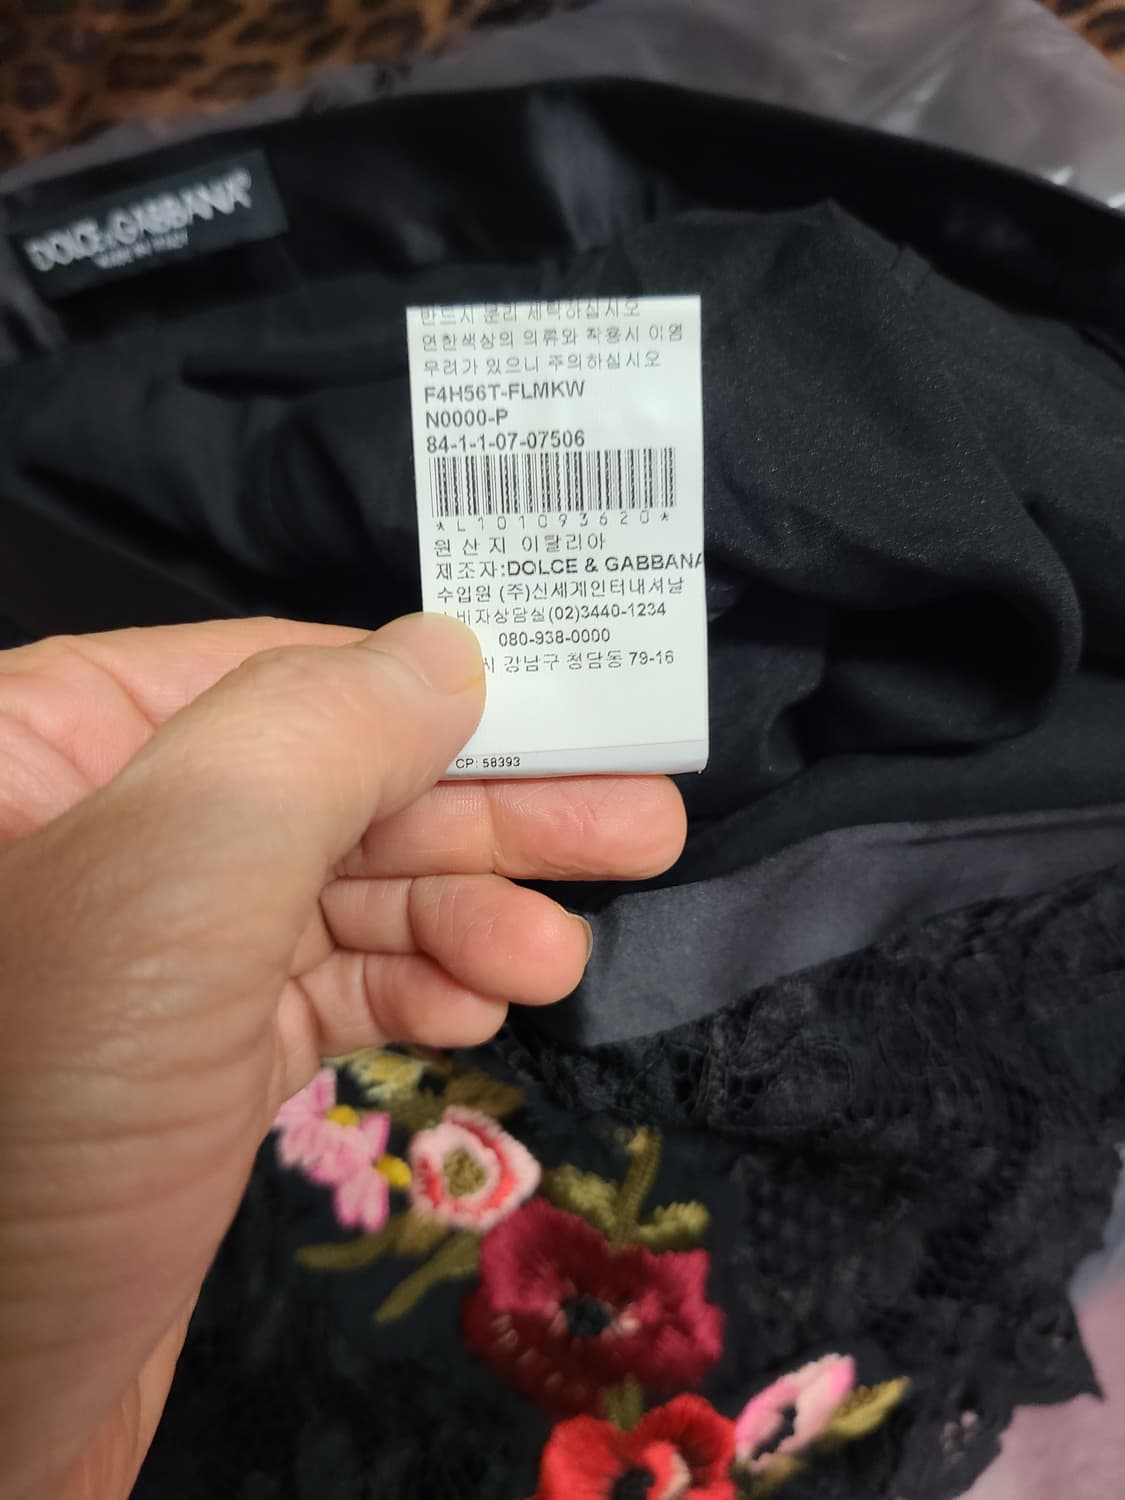 DOLCE & GABBANA
MADE IN ITALY
반드시 분리 세탁하십시오
연한색상의 의류와 착용시 이염
우려가 있으니 주의하십시오
F4H56T-FLMKW
N0000-P
84-1-1-07-07506
*L101093620*
원 산 지 이탈리아
제조자:DOLCE & GABBANA
수입원 (주)신세계인터내셔날
비자상담실(02)3440-1234
080-938-0000
시 강남구 청담동 79-16
CP: 58393